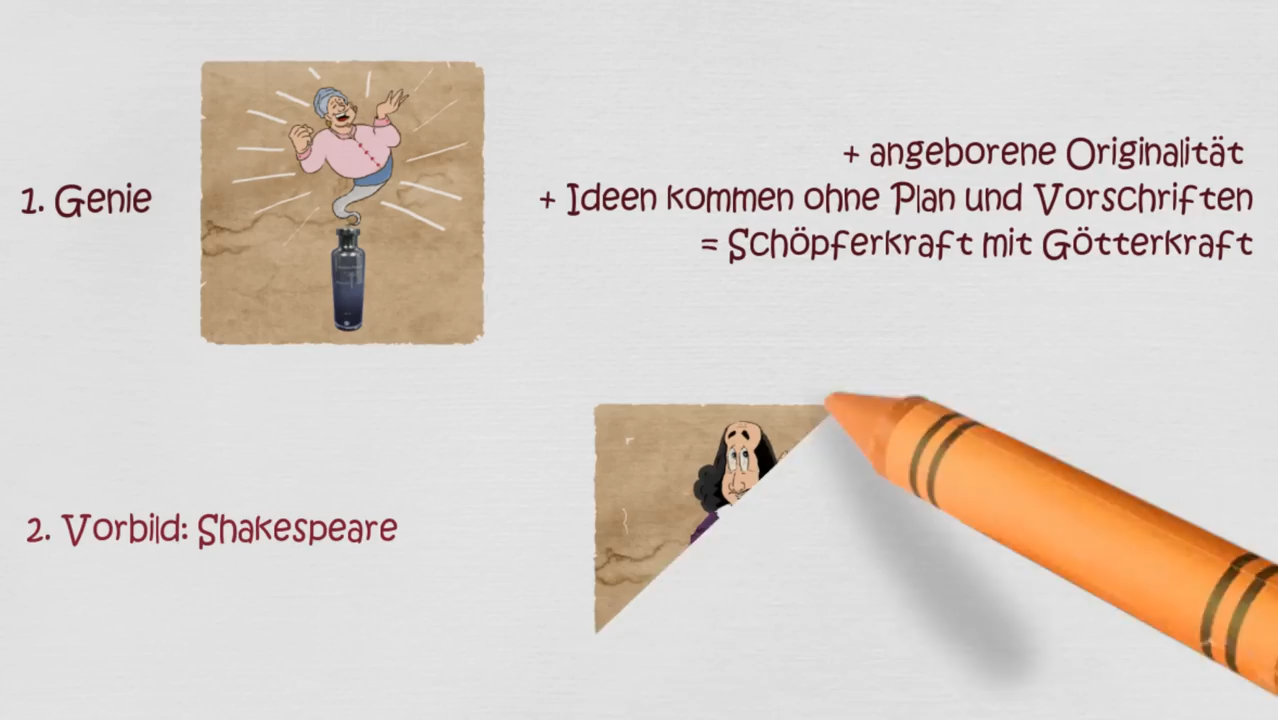 1. Genie
+ angeborene Originalität
+ Ideen kommen ohne Plan und Vorschriften
= Schöpferkraft mit Götterkraft
2. Vorbild: Shakespeare